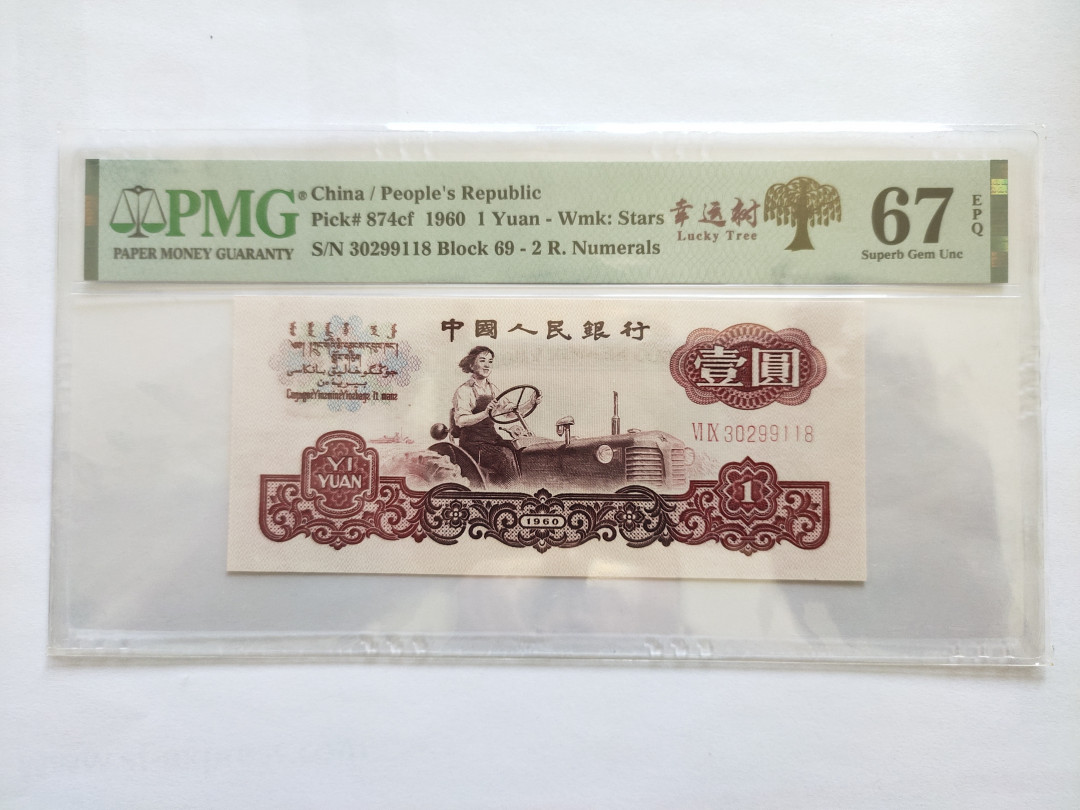 PMG®
PAPER MONEY GUARANTY
China / People's Republic
Pick# 874cf 1960 1 Yuan - Wmk: Stars
S/N 30299118 Block 69 - 2 R. Numerals
幸运树
Lucky Tree
67
EPQ
Superb Gem Unc
中國人民銀行
壹圓
Ⅵ Ⅸ 30299118
YI
YUAN
1960
1